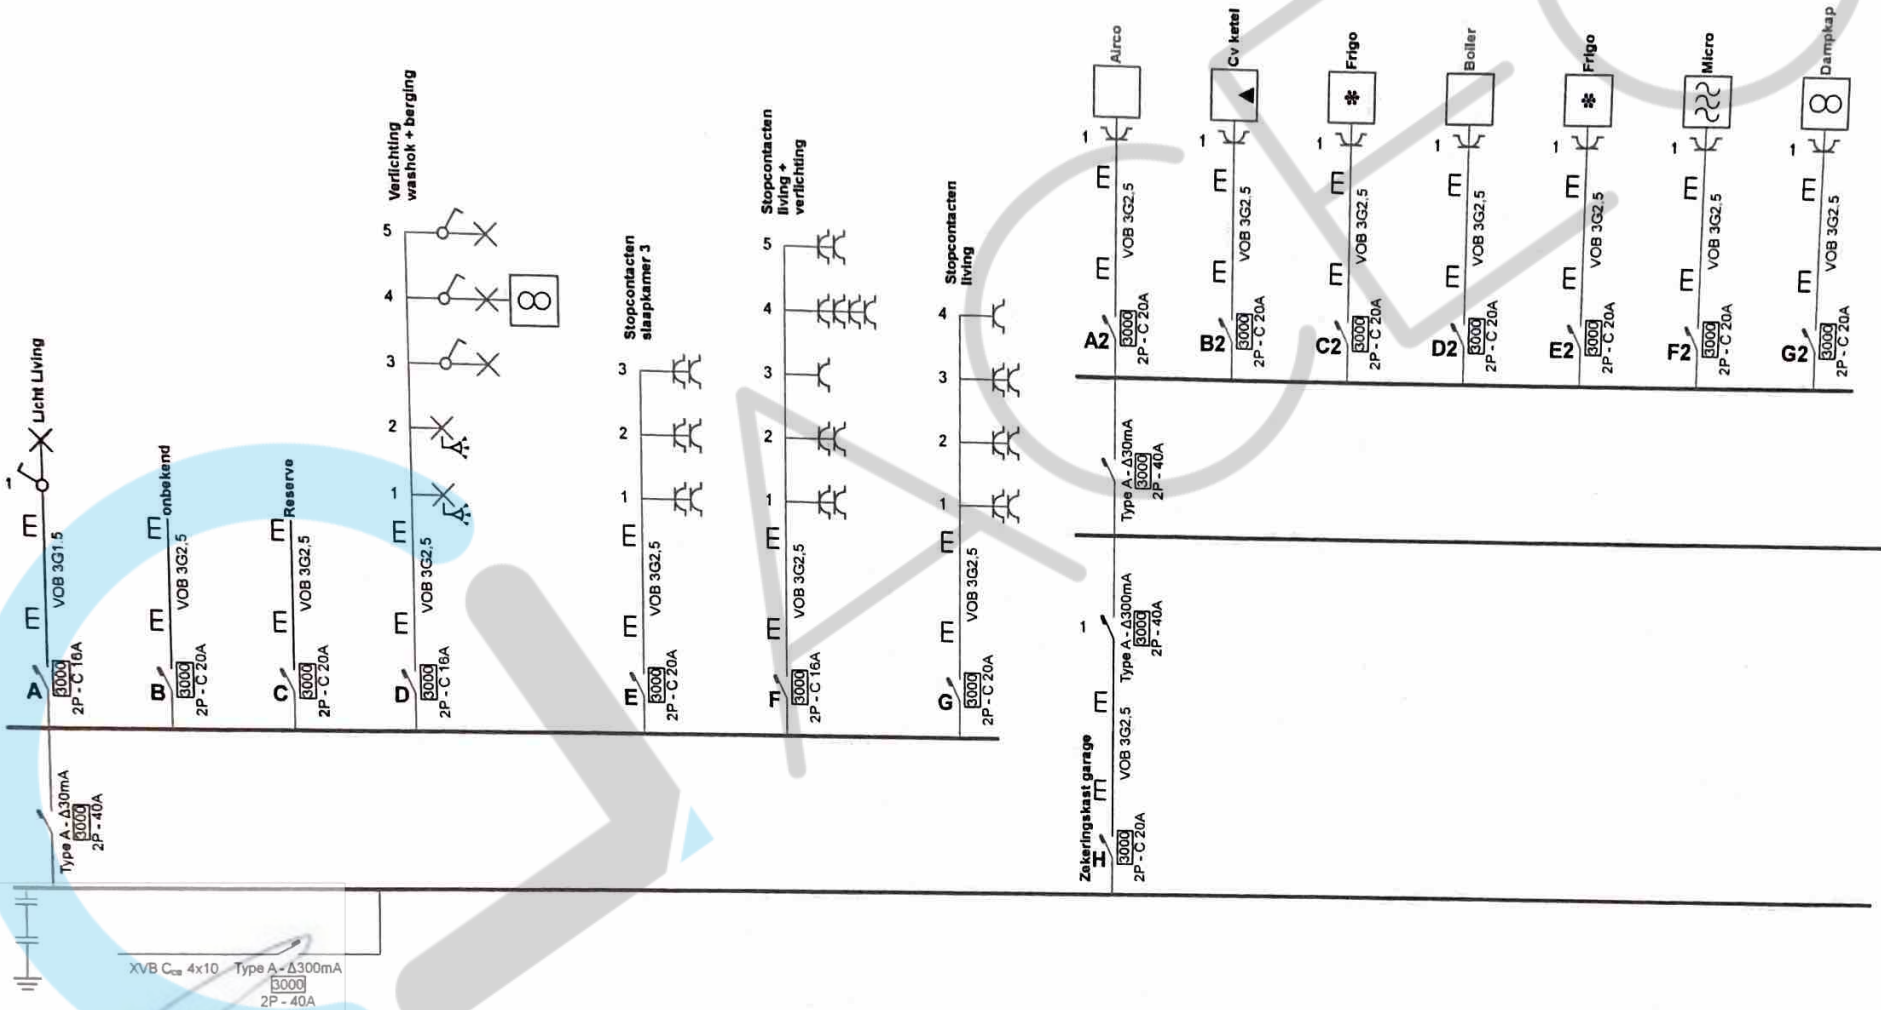 1
Licht Living
E
VOB 3G1.5
E
A
3000
2P - C 16A
onbekend
E
VOB 3G2,5
E
B
3000
2P - C 20A
Reserve
E
VOB 3G2,5
E
C
3000
2P - C 20A
Verlichting
washok + berging
5
4
3
2
1
E
VOB 3G2,5
E
D
3000
2P - C 16A
Stopcontacten
slaapkamer 3
3
2
1
E
VOB 3G2,5
E
E
3000
2P - C 20A
Stopcontacten
living +
verlichting
5
4
3
2
1
E
VOB 3G2,5
E
F
3000
2P - C 16A
Stopcontacten
living
4
3
2
1
E
VOB 3G2,5
E
G
3000
2P - C 20A
Type A - Δ30mA
3000
2P - 40A
XVB Cca 4x10
Type A - Δ300mA
3000
2P - 40A
Zekeringskast garage
H
3000
2P - C 20A
E
VOB 3G2,5
E
1
Type A - Δ300mA
3000
2P - 40A
Type A - Δ30mA
3000
2P - 40A
Airco
1
E
VOB 3G2,5
E
A2
3000
2P - C 20A
Cv ketel
1
E
VOB 3G2.5
E
B2
3000
2P - C 20A
Frigo
1
E
VOB 3G2.5
E
C2
3000
2P - C 20A
Boiler
1
E
VOB 3G2,5
E
D2
3000
2P - C 20A
Frigo
1
E
VOB 3G2.5
E
E2
3000
2P - C 20A
Micro
1
E
VOB 3G2,5
E
F2
3000
2P - C 20A
Dampkap
1
E
VOB 3G2.5
E
G2
3000
2P - C 20A